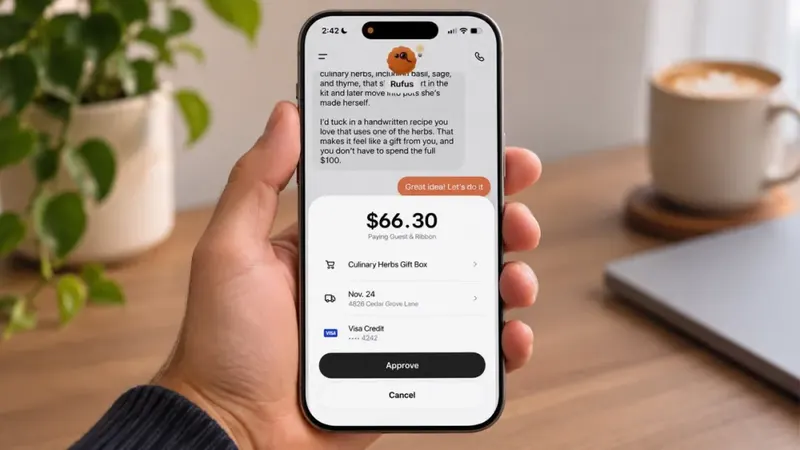 2:42
culinary herbs, including basil, sage,
and thyme, that in the
Rufus
kit and later move into pots she's
made herself.
I'd tuck in a handwritten recipe you
love that uses one of the herbs. That
makes it feel like a gift from you, and
you don't have to spend the full
$100.
Great idea! Let's do it
$66.30
Paying Guest & Ribbon
Culinary Herbs Gift Box
Nov. 24
4826 Cedar Grove Lane
VISA
Visa Credit
•••• 4242
Approve
Cancel